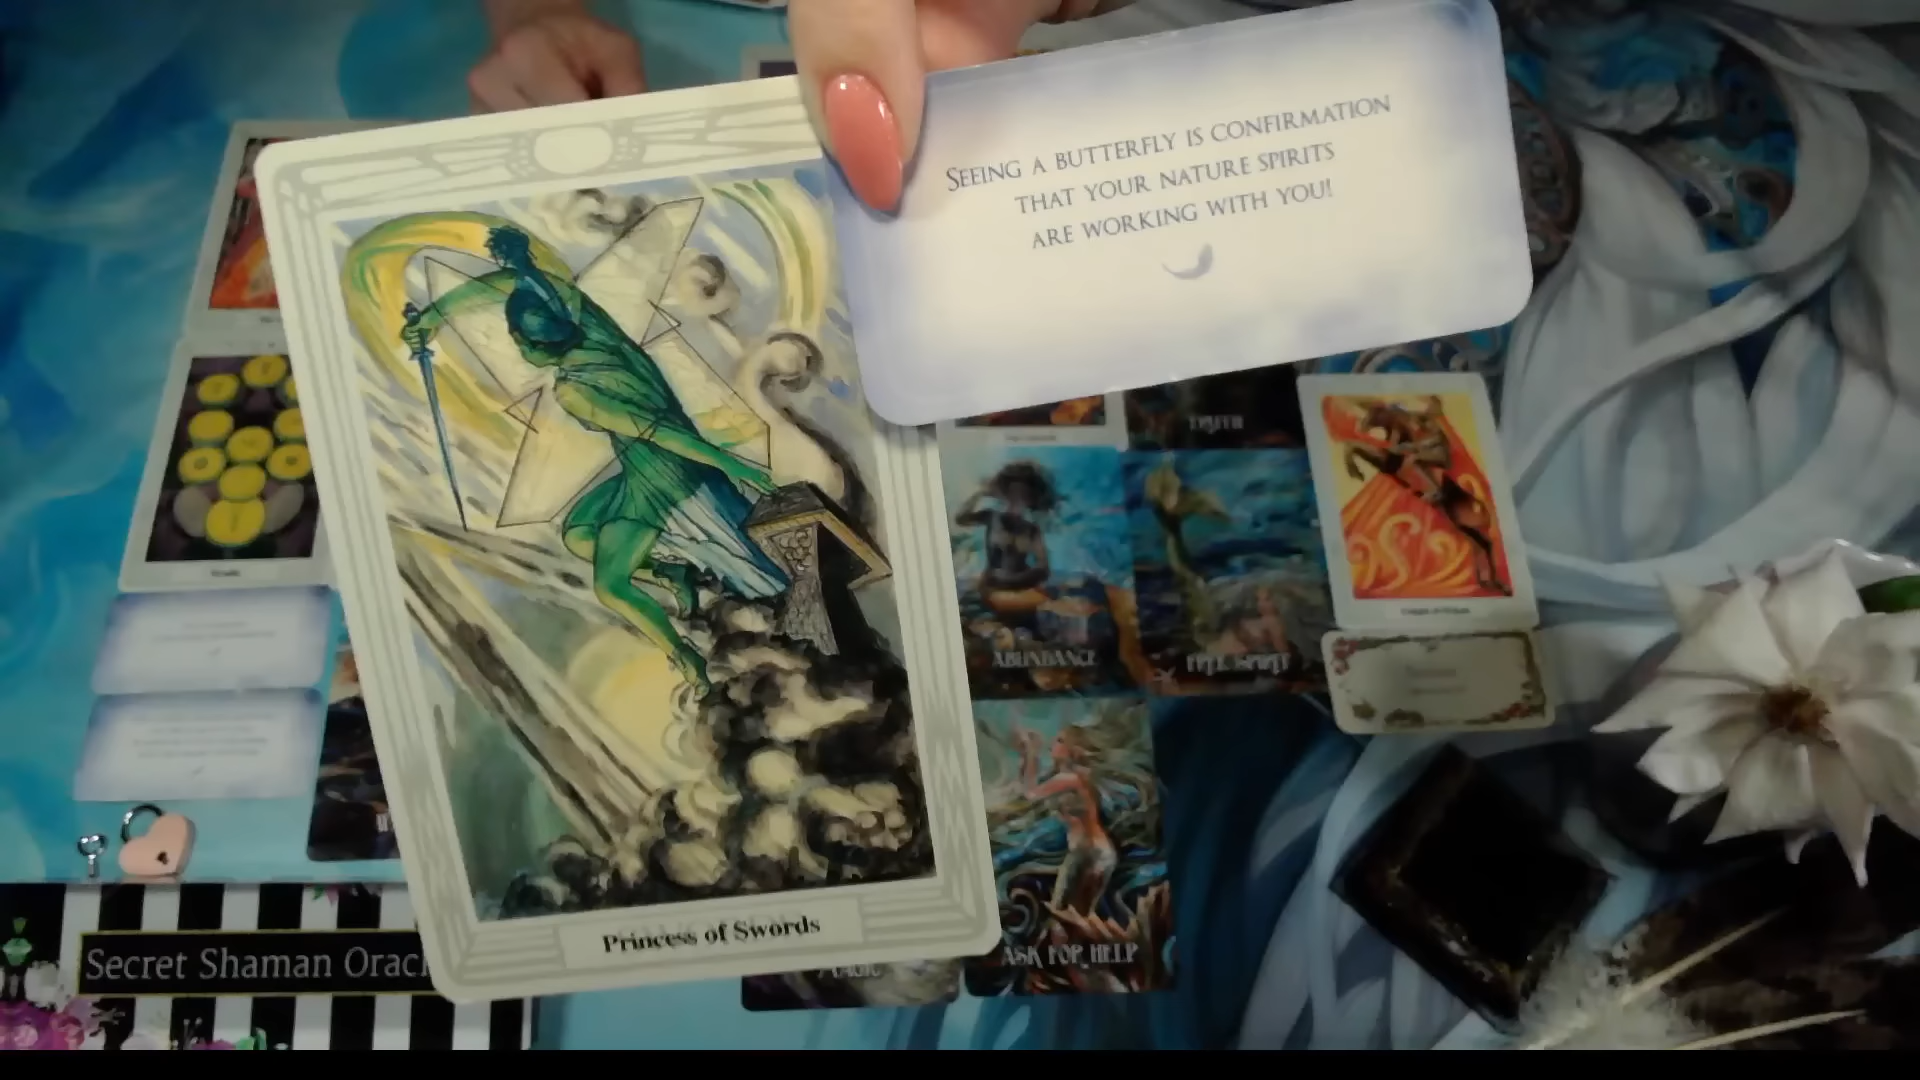 SEEING A BUTTERFLY IS CONFIRMATION
THAT YOUR NATURE SPIRITS
ARE WORKING WITH YOU!
Princess of Swords
TRUTH
ABUNDANCE
FREE SPIRIT
ASK FOR HELP
MAGIC
Secret Shaman Orac